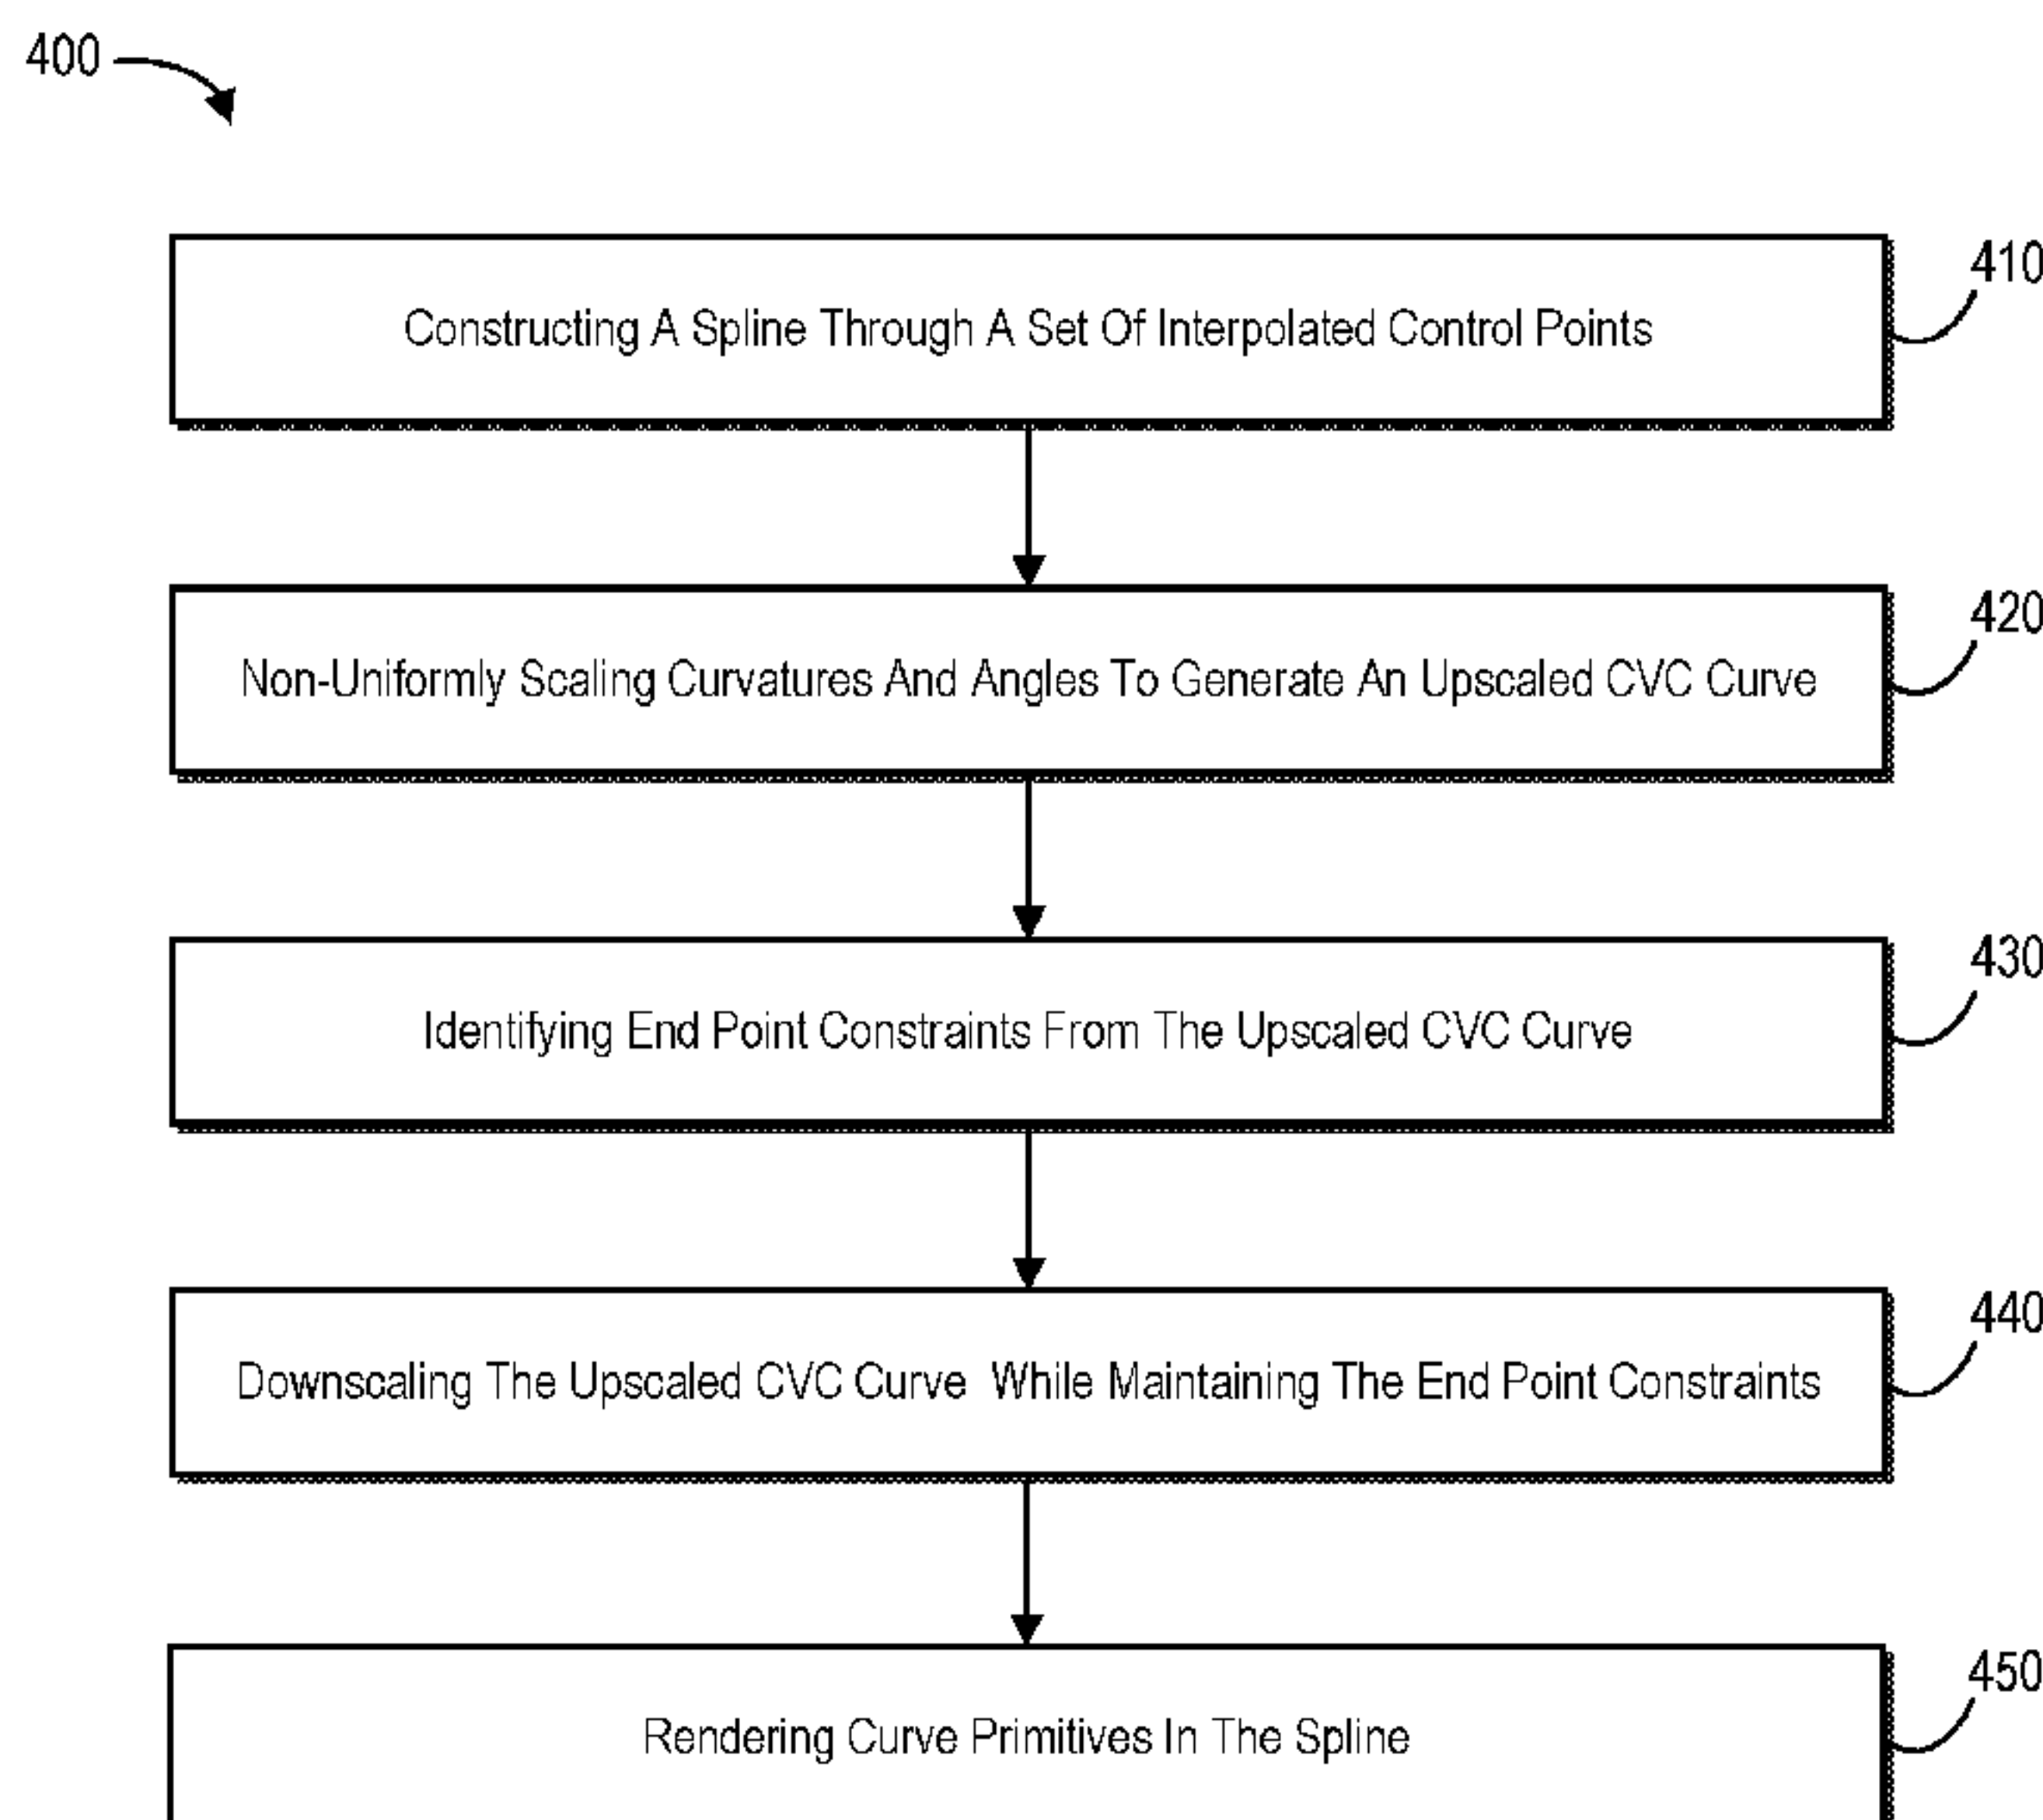 400
Constructing A Spline Through A Set Of Interpolated Control Points
410
Non-Uniformly Scaling Curvatures And Angles To Generate An Upscaled CVC Curve
420
Identifying End Point Constraints From The Upscaled CVC Curve
430
Downscaling The Upscaled CVC Curve While Maintaining The End Point Constraints
440
Rendering Curve Primitives In The Spline
450